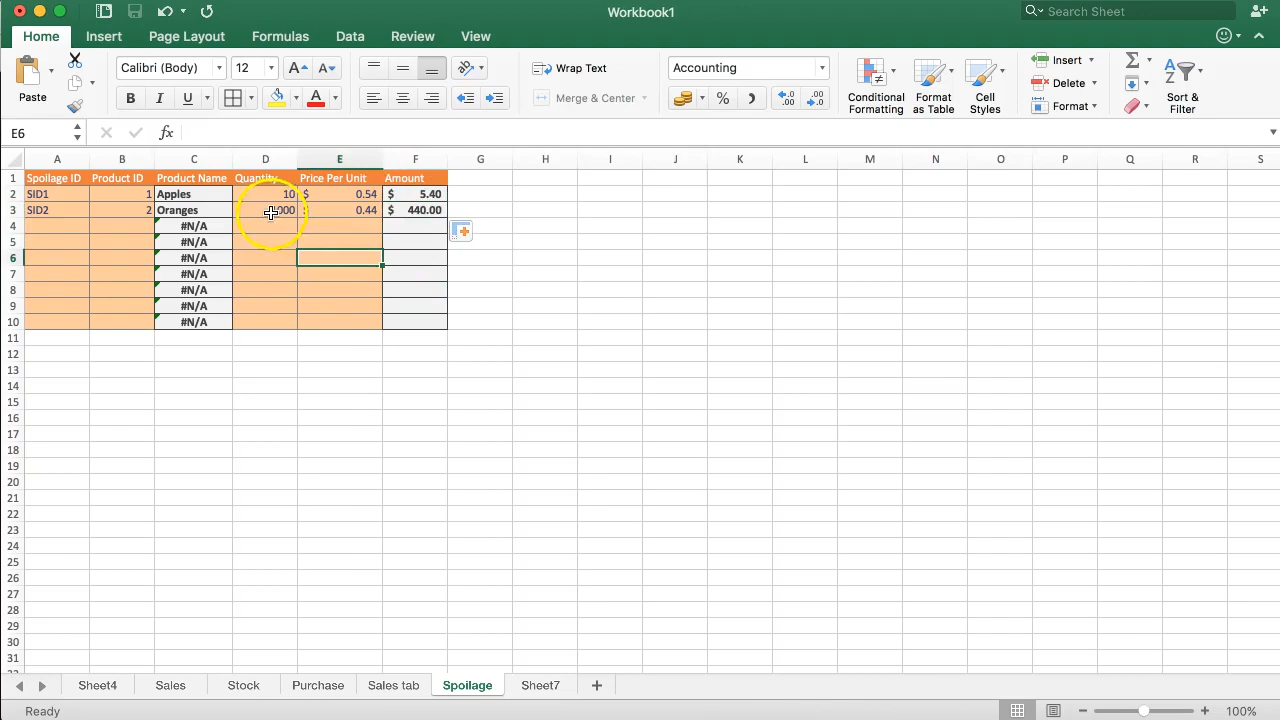 Workbook1
Search Sheet
Home Insert Page Layout Formulas Data Review View
Paste
Calibri (Body) 12 A A
B I U A
Wrap Text
Merge & Center
Accounting
%
Conditional Formatting
Format as Table
Cell Styles
Insert
Delete
Format
Sort & Filter
E6 fx
A B C D E F G H I J K L M N O P Q R S
1 Spoilage ID Product ID Product Name Quantity Price Per Unit Amount
2 SID1 1 Apples 10 $ 0.54 $ 5.40
3 SID2 2 Oranges $ 0.44 $ 440.00
4 #N/A
5 #N/A
6 #N/A
7 #N/A
8 #N/A
9 #N/A
10 #N/A
11
12
13
14
15
16
17
18
19
20
21
22
23
24
25
26
27
28
29
30
31
Sheet4 Sales Stock Purchase Sales tab Spoilage Sheet7
Ready 100%